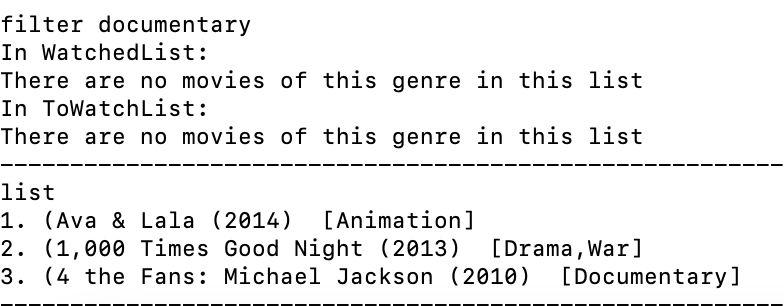 filter documentary
In WatchedList:
There are no movies of this genre in this list
In ToWatchList:
There are no movies of this genre in this list
--------------------------------------------------------
list
1. (Ava & Lala (2014)  [Animation]
2. (1,000 Times Good Night (2013)  [Drama,War]
3. (4 the Fans: Michael Jackson (2010)  [Documentary]
--------------------------------------------------------